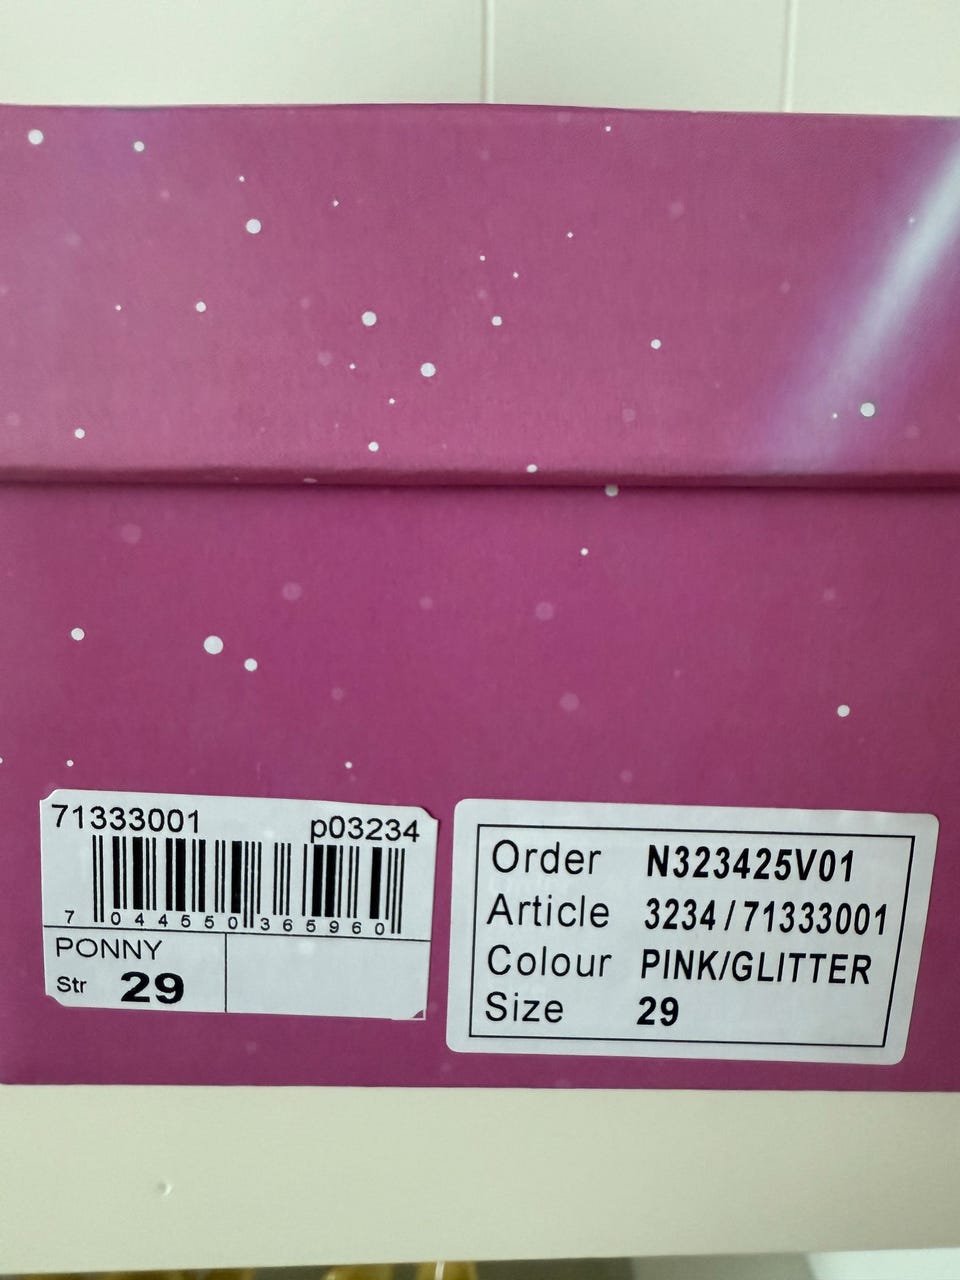 71333001
p03234
7 044550 365960
PONNY
Str 29
Order N323425V01
Article 3234/71333001
Colour PINK/GLITTER
Size 29